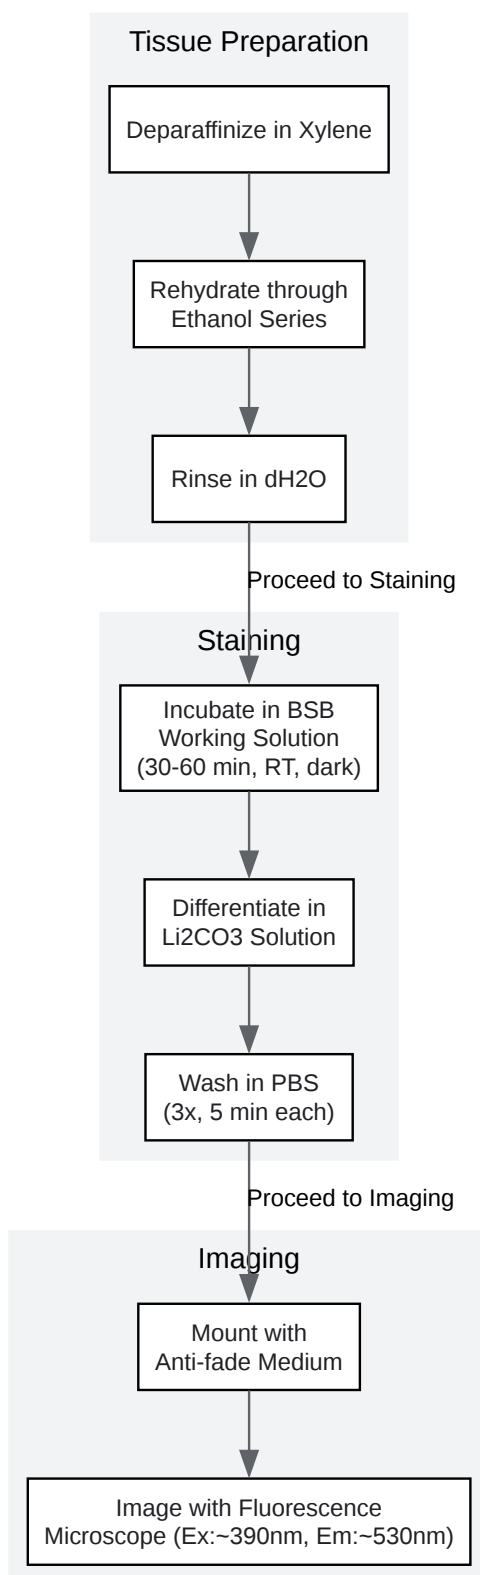 Tissue Preparation
Deparaffinize in Xylene
Rehydrate through
Ethanol Series
Rinse in dH2O
Proceed to Staining
Staining
Incubate in BSB
Working Solution
(30-60 min, RT, dark)
Differentiate in
Li2CO3 Solution
Wash in PBS
(3x, 5 min each)
Proceed to Imaging
Imaging
Mount with
Anti-fade Medium
Image with Fluorescence
Microscope (Ex:~390nm, Em:~530nm)